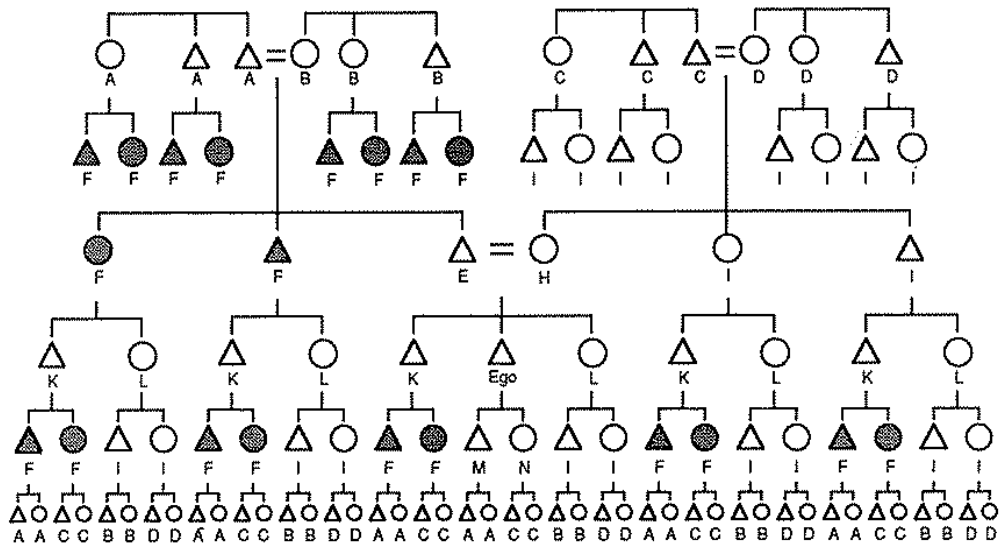 A A A B B B C C C D D D
F F F F F F F F I I I I I I I I
F F E H I I
K L K L K Ego L K L K L
F F I I F F I I F F M N I I F F I I F F I I
A A C C B B D D A A C C B B D D A A C C A A C C B B D D A A C C B B D D A A C C B B D D